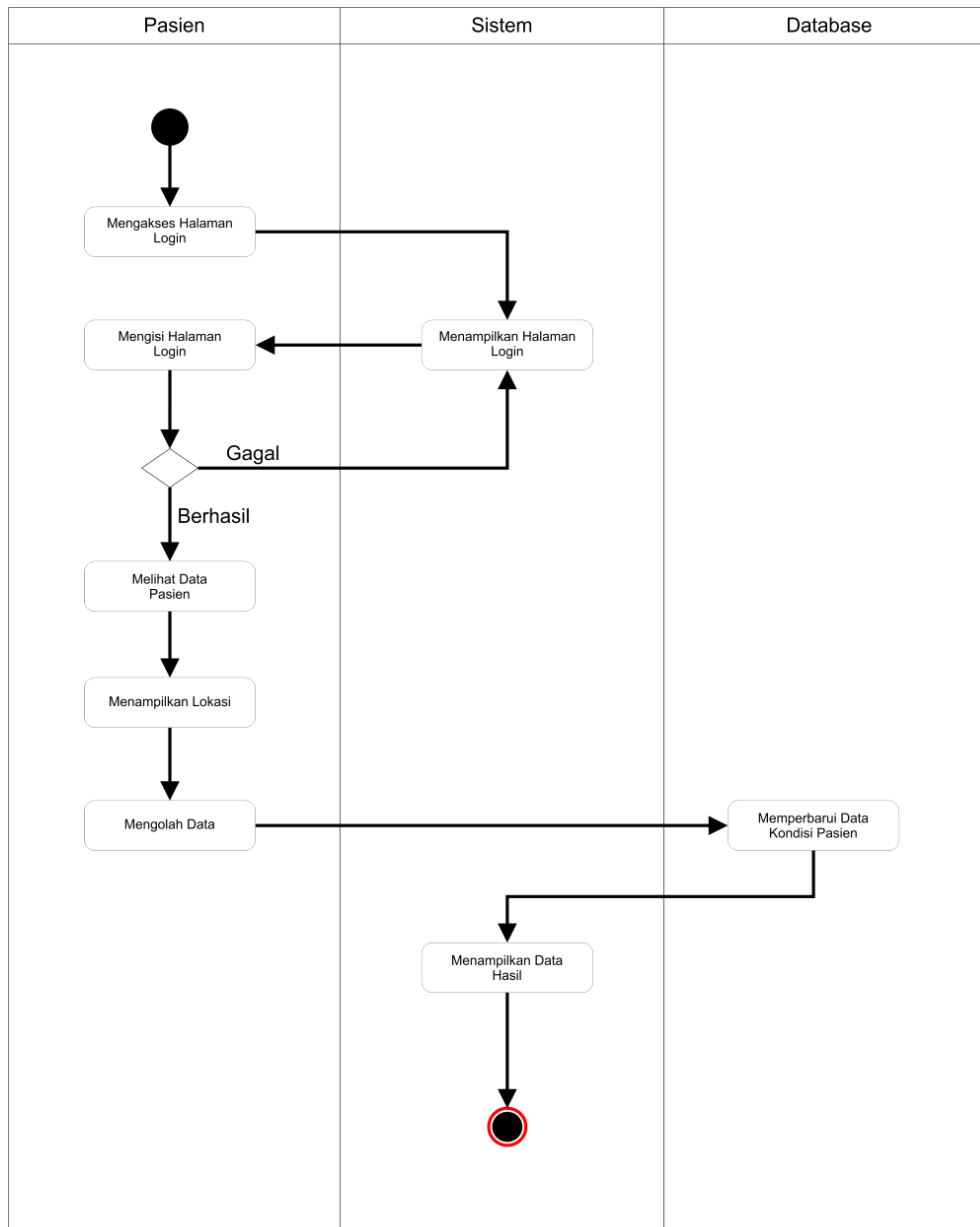 Pasien
Sistem
Database
Mengakses Halaman
Login
Mengisi Halaman
Login
Menampilkan Halaman
Login
Gagal
Berhasil
Melihat Data
Pasien
Menampilkan Lokasi
Mengolah Data
Memperbarui Data
Kondisi Pasien
Menampilkan Data
Hasil